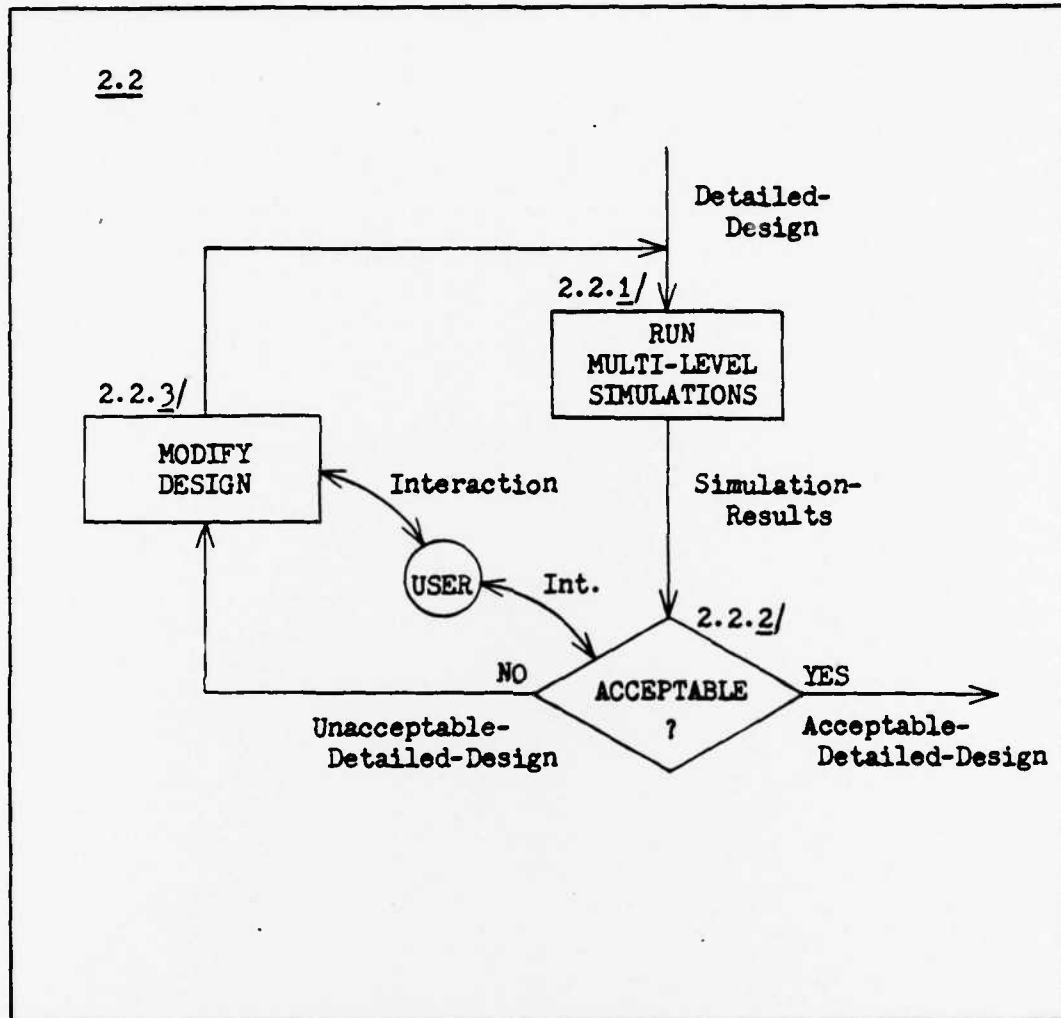 2.2
Detailed-
Design
2.2.1/
RUN
MULTI-LEVEL
SIMULATIONS
2.2.3/
MODIFY
DESIGN
Interaction
Simulation-
Results
USER
Int.
2.2.2/
NO
ACCEPTABLE
?
YES
Unacceptable-
Detailed-Design
Acceptable-
Detailed-Design